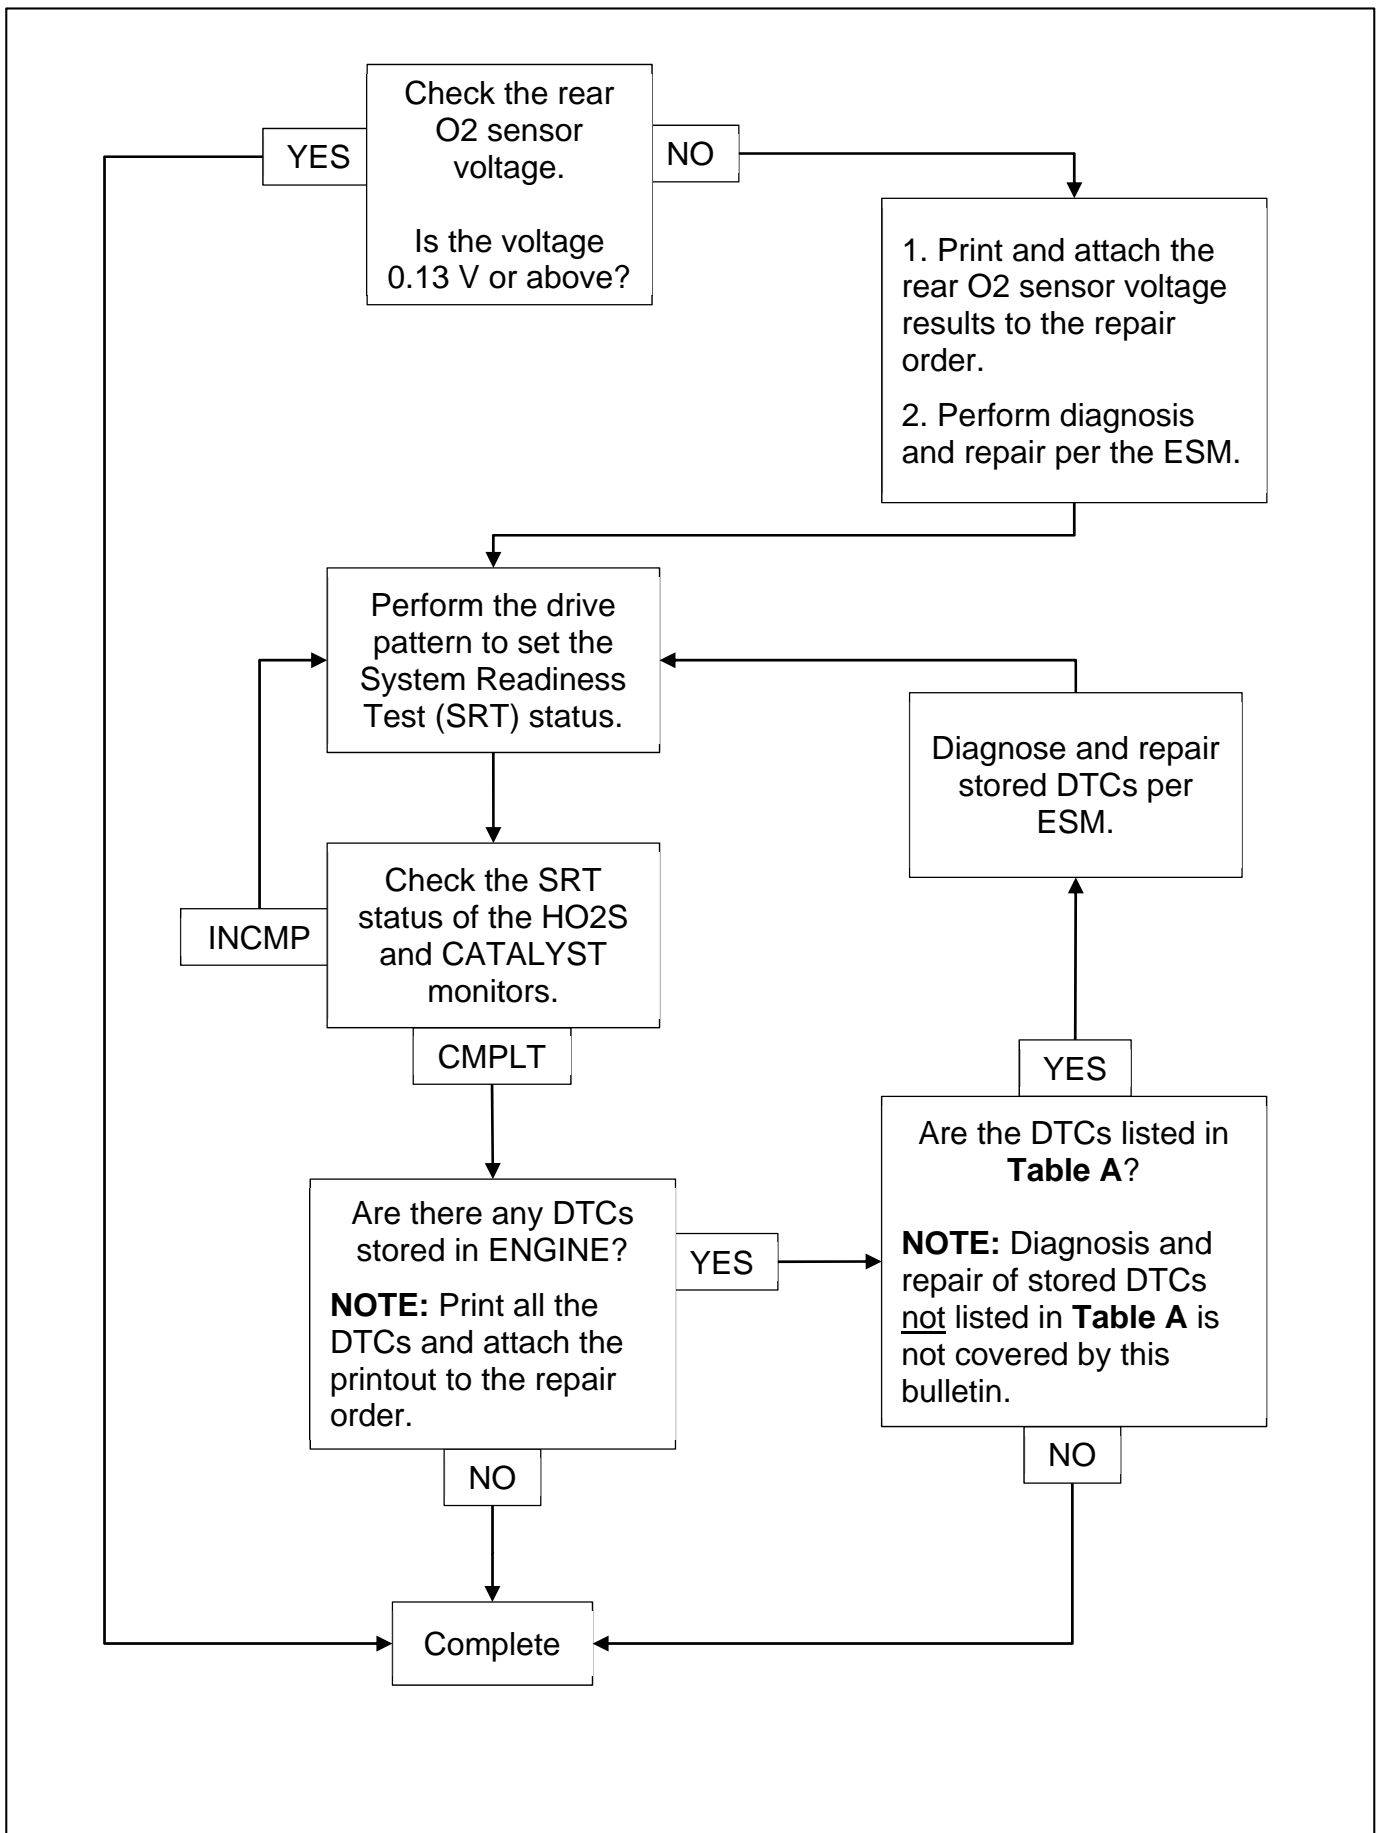 Check the rear
O2 sensor
voltage.
Is the voltage
0.13 V or above?
YES
NO
1. Print and attach the
rear O2 sensor voltage
results to the repair
order.
2. Perform diagnosis
and repair per the ESM.
Perform the drive
pattern to set the
System Readiness
Test (SRT) status.
Diagnose and repair
stored DTCs per
ESM.
Check the SRT
status of the HO2S
and CATALYST
monitors.
INCMP
CMPLT
YES
Are there any DTCs
stored in ENGINE?
NOTE: Print all the
DTCs and attach the
printout to the repair
order.
YES
Are the DTCs listed in
Table A?
NOTE: Diagnosis and
repair of stored DTCs
not listed in Table A is
not covered by this
bulletin.
NO
NO
Complete